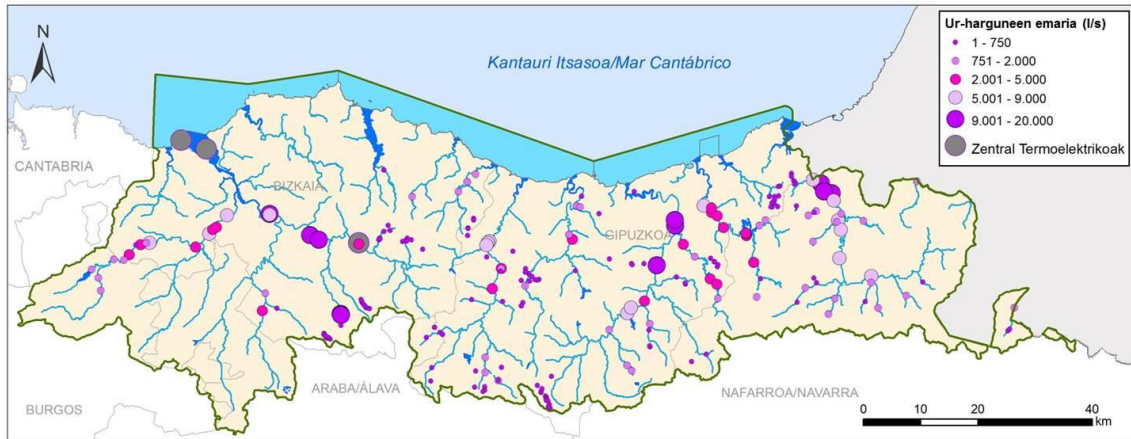 Ur-harguneen emaria (l/s)
1 - 750
751 - 2.000
2.001 - 5.000
5.001 - 9.000
9.001 - 20.000
Zentral Termoelektrikoak
N
Kantauri Itsasoa/Mar Cantábrico
CANTABRIA
BIZKAIA
GIPUZKOA
ARABA/ÁLAVA
NAFARROA/NAVARRA
BURGOS
0 10 20 40
km